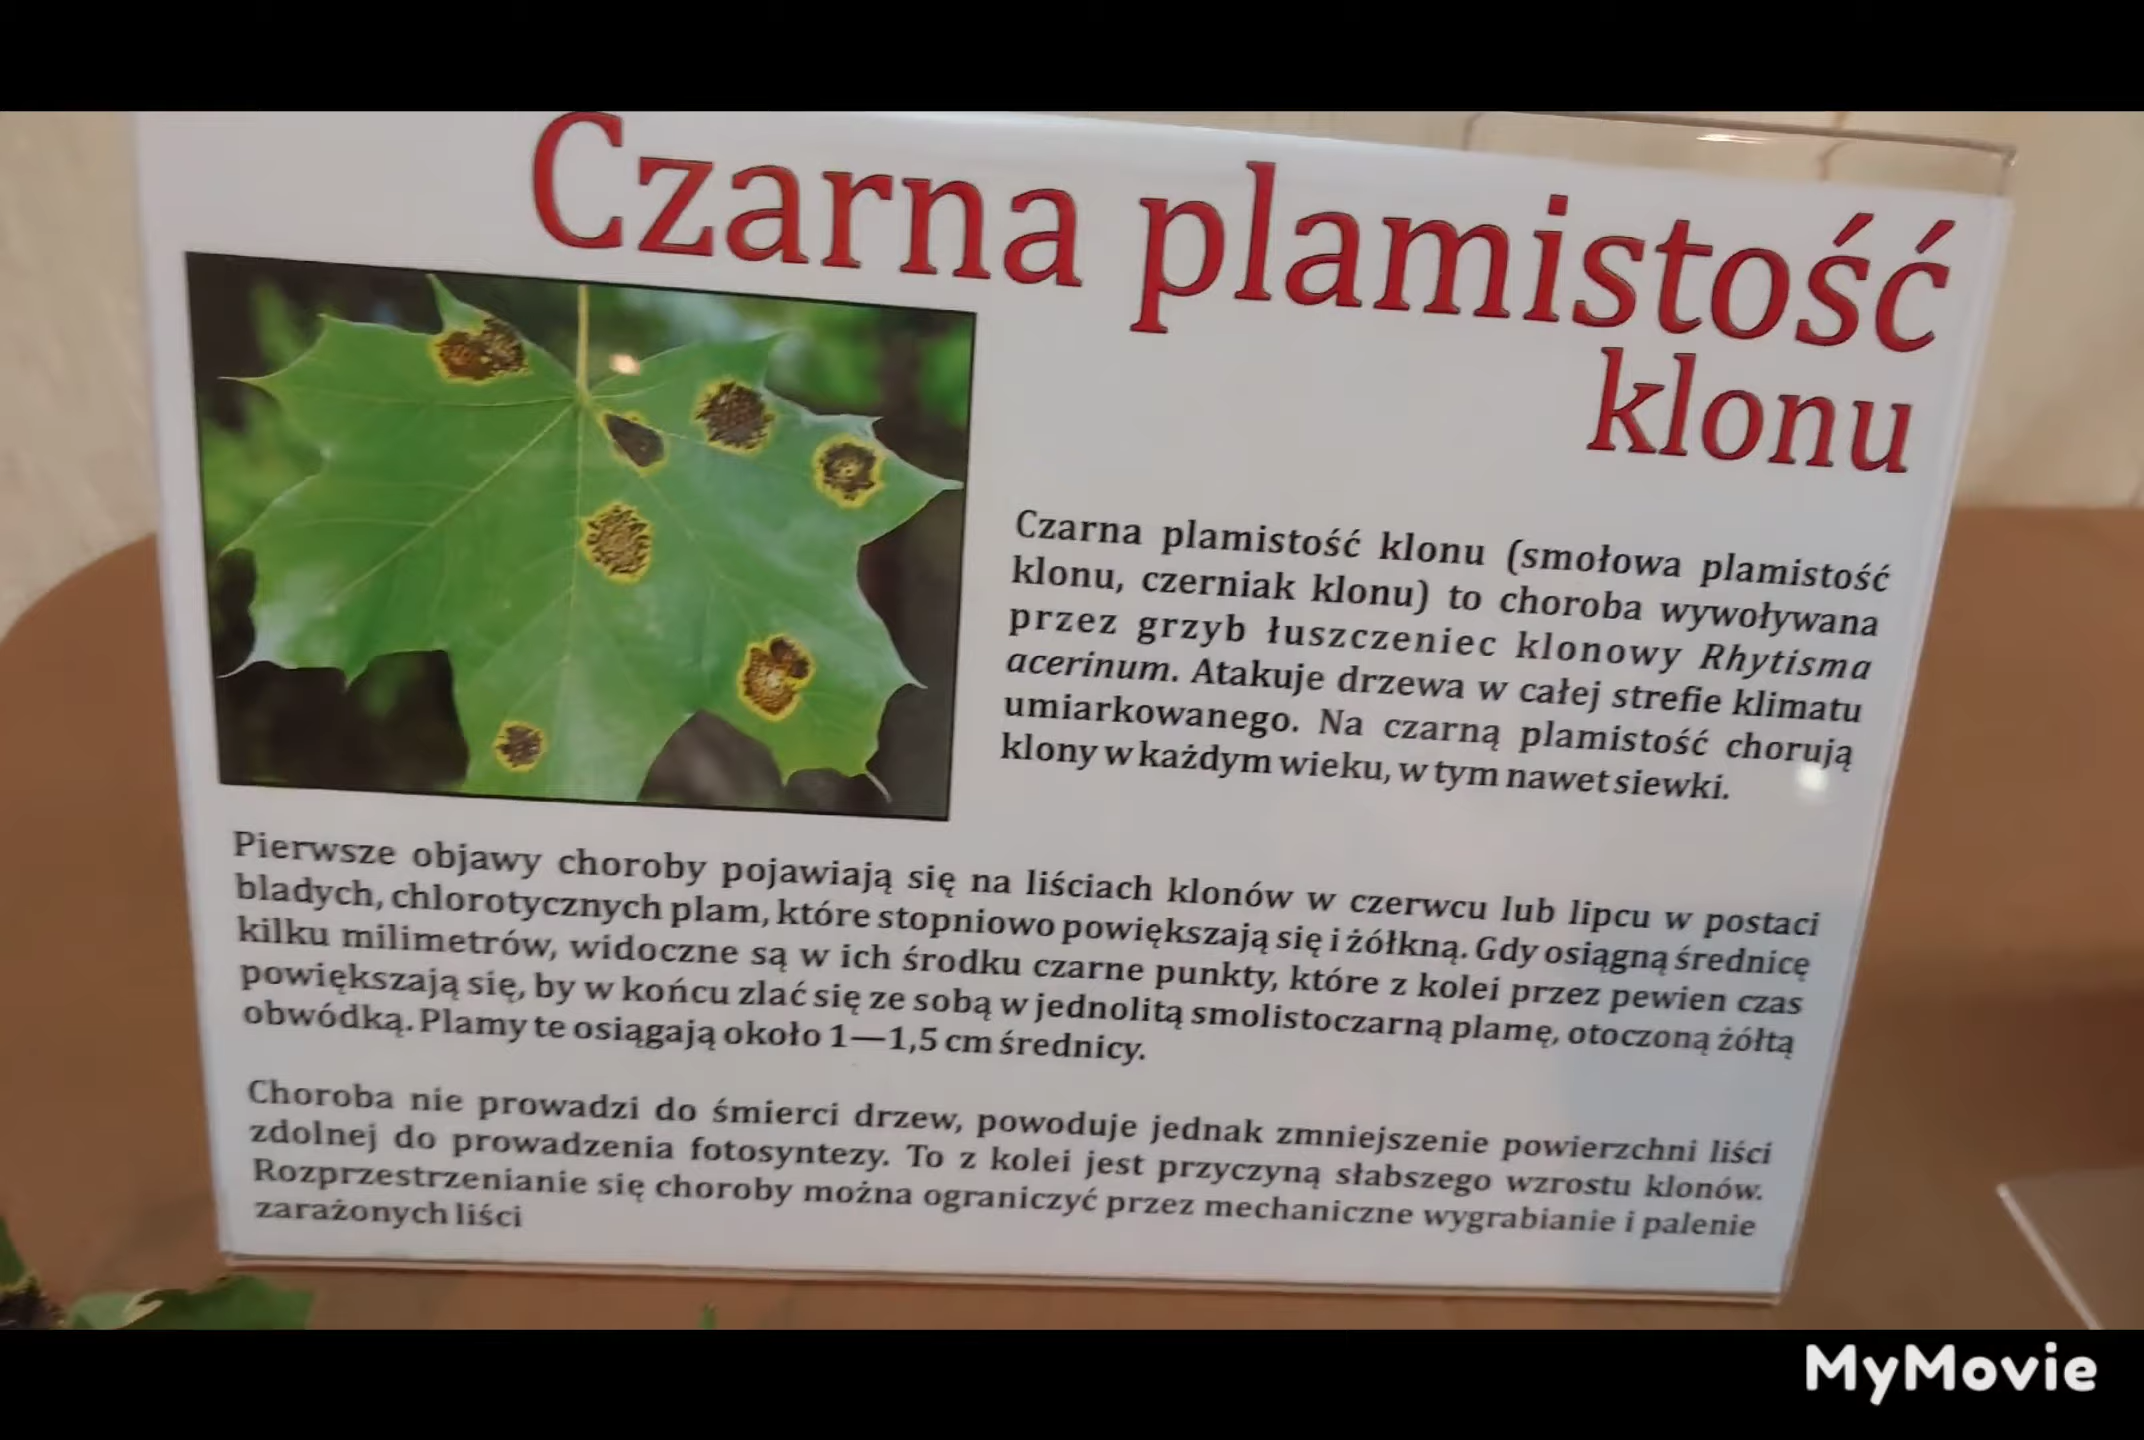 Czarna plamistość
klonu
Czarna plamistość klonu (smołowa plamistość
klonu, czerniak klonu) to choroba wywoływana
przez grzyb łuszczeniec klonowy Rhytisma
acerinum. Atakuje drzewa w całej strefie klimatu
umiarkowanego. Na czarną plamistość chorują
klony w każdym wieku, w tym nawet siewki.
Pierwsze objawy choroby pojawiają się na liściach klonów w czerwcu lub lipcu w postaci
bladych, chlorotycznych plam, które stopniowo powiększają się i żółkną. Gdy osiągną średnicę
kilku milimetrów, widoczne są w ich środku czarne punkty, które z kolei przez pewien czas
powiększają się, by w końcu zlać się ze sobą w jednolitą smolistoczarną plamę, otoczoną żółtą
obwódką. Plamy te osiągają około 1—1,5 cm średnicy.
Choroba nie prowadzi do śmierci drzew, powoduje jednak zmniejszenie powierzchni liści
zdolnej do prowadzenia fotosyntezy. To z kolei jest przyczyną słabszego wzrostu klonów.
Rozprzestrzenianie się choroby można ograniczyć przez mechaniczne wygrabianie i palenie
zarażonych liści
MyMovie